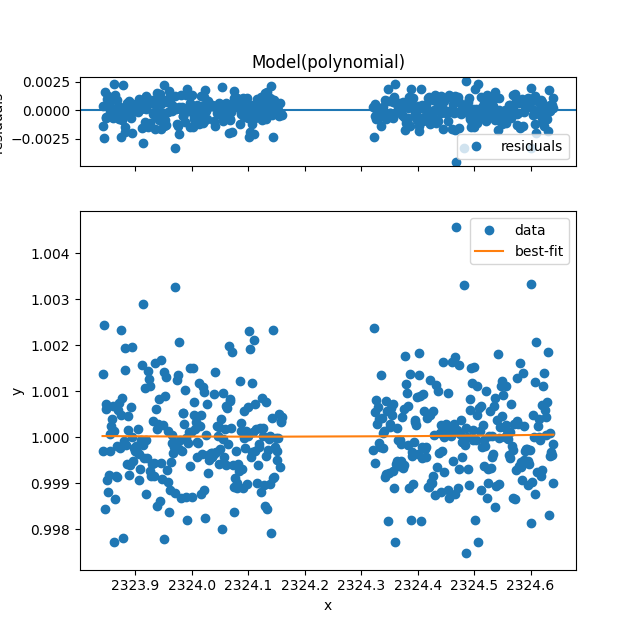 Model(polynomial)
0.0025
0.0000
−0.0025
residuals
residuals
1.004
1.003
1.002
1.001
1.000
0.999
0.998
y
data
best-fit
2323.9 2324.0 2324.1 2324.2 2324.3 2324.4 2324.5 2324.6
x